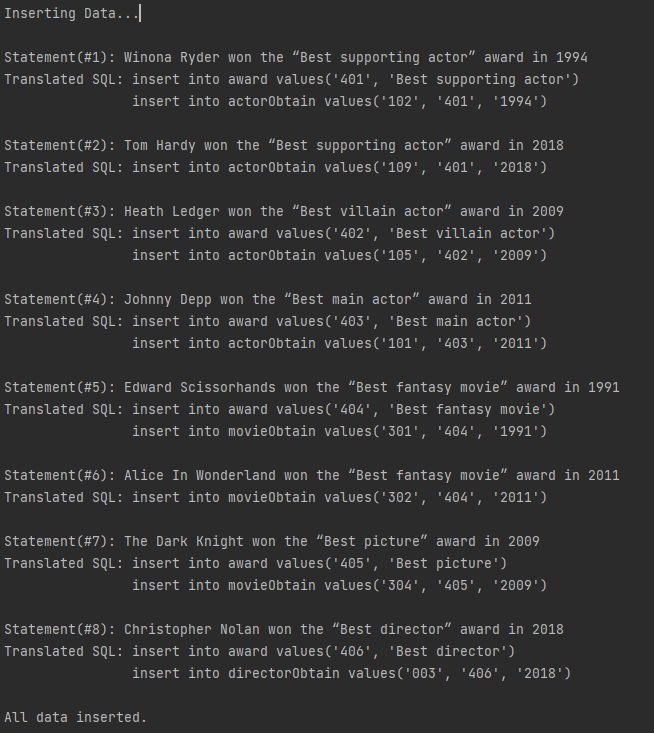 Inserting Data...
Statement(#1): Winona Ryder won the “Best supporting actor” award in 1994
Translated SQL: insert into award values('401', 'Best supporting actor')
insert into actorObtain values('102', '401', '1994')
Statement(#2): Tom Hardy won the “Best supporting actor” award in 2018
Translated SQL: insert into actorObtain values('109', '401', '2018')
Statement(#3): Heath Ledger won the “Best villain actor” award in 2009
Translated SQL: insert into award values('402', 'Best villain actor')
insert into actorObtain values('105', '402', '2009')
Statement(#4): Johnny Depp won the “Best main actor” award in 2011
Translated SQL: insert into award values('403', 'Best main actor')
insert into actorObtain values('101', '403', '2011')
Statement(#5): Edward Scissorhands won the “Best fantasy movie” award in 1991
Translated SQL: insert into award values('404', 'Best fantasy movie')
insert into movieObtain values('301', '404', '1991')
Statement(#6): Alice In Wonderland won the “Best fantasy movie” award in 2011
Translated SQL: insert into movieObtain values('302', '404', '2011')
Statement(#7): The Dark Knight won the “Best picture” award in 2009
Translated SQL: insert into award values('405', 'Best picture')
insert into movieObtain values('304', '405', '2009')
Statement(#8): Christopher Nolan won the “Best director” award in 2018
Translated SQL: insert into award values('406', 'Best director')
insert into directorObtain values('003', '406', '2018')
All data inserted.